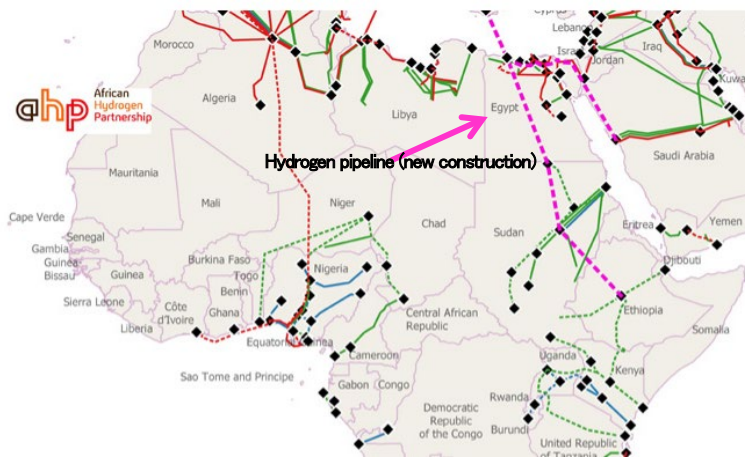 Cyprus
Lebanon
Israel
Jordan
Iraq
Kuwait
Morocco
Algeria
Libya
Egypt
ahp African
Hydrogen
Partnership
Saudi Arabia
Hydrogen pipeline (new construction)
Mauritania
Mali
Niger
Chad
Sudan
Eritrea
Yemen
Cape Verde
Senegal
Gambia
Guinea
Bissau
Guinea
Burkina Faso
Togo
Benin
Nigeria
Djibouti
Sierra Leone
Côte
d'Ivoire
Ghana
Liberia
Central African
Republic
Ethiopia
Somalia
Equatorial Guinea
Cameroon
Sao Tome and Principe
Gabon
Congo
Uganda
Kenya
Democratic
Republic
of the Congo
Rwanda
Burundi
United Republic
of Tanzania